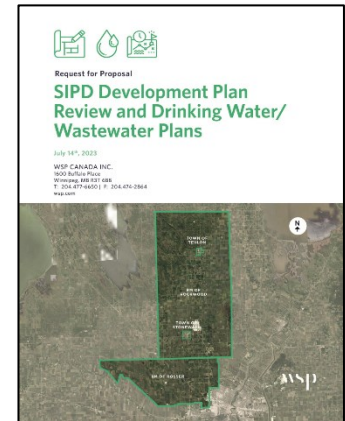 Request for Proposal
SIPD Development Plan
Review and Drinking Water/
Wastewater Plans
July 14th, 2023
WSP CANADA INC.
1600 Buffalo Place
Winnipeg, MB R3T 6B8
T: 204-477-6650 | F: 204-474-2864
wsp.com
N
TOWN OF
TEULON
RM OF
ROCKWOOD
TOWN OF
STONEWALL
RM OF ROSSER
wsp